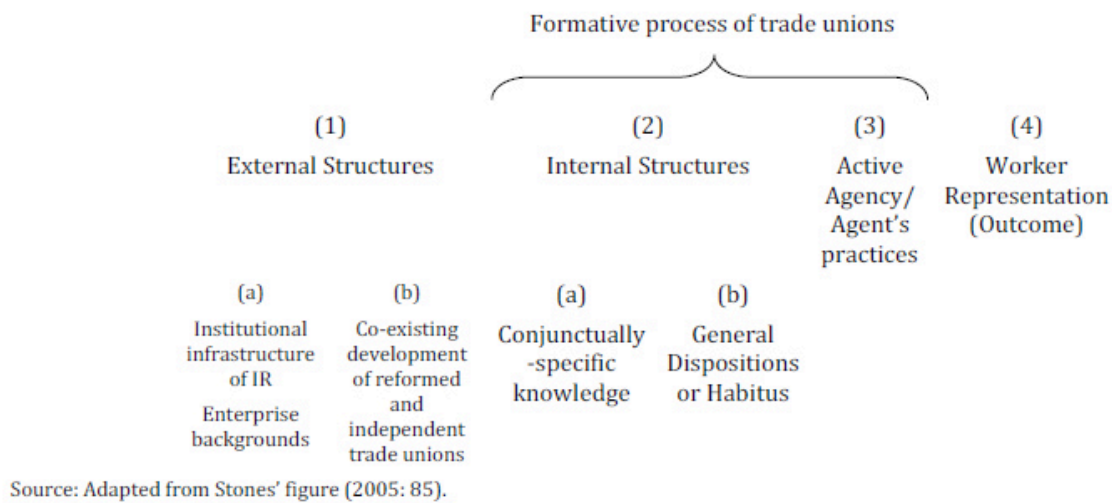 Formative process of trade unions
(1)
External Structures
(2)
Internal Structures
(3)
Active
Agency/
Agent's
practices
(4)
Worker
Representation
(Outcome)
(a)
Institutional
infrastructure
of IR
Enterprise
backgrounds
(b)
Co-existing
development
of reformed
and
independent
trade unions
(a)
Conjunctually
-specific
knowledge
(b)
General
Dispositions
or Habitus
Source: Adapted from Stones' figure (2005: 85).